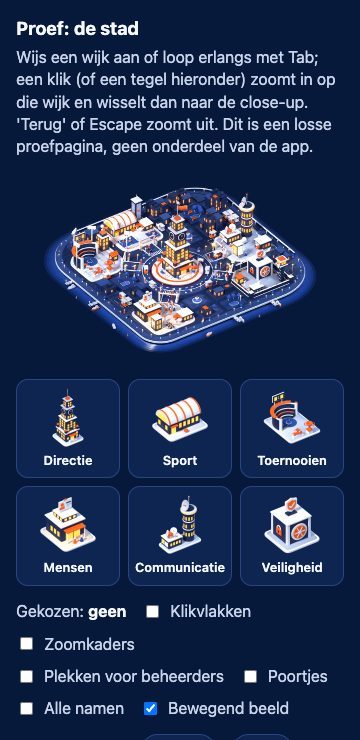 Proef: de stad
Wijs een wijk aan of loop erlangs met Tab;
een klik (of een tegel hieronder) zoomt in op
die wijk en wisselt dan naar de close-up.
'Terug' of Escape zoomt uit. Dit is een losse
proefpagina, geen onderdeel van de app.
Directie Sport Toernooien
Mensen Communicatie Veiligheid
Gekozen: geen Klikvlakken
Zoomkaders
Plekken voor beheerders Poortjes
Alle namen Bewegend beeld